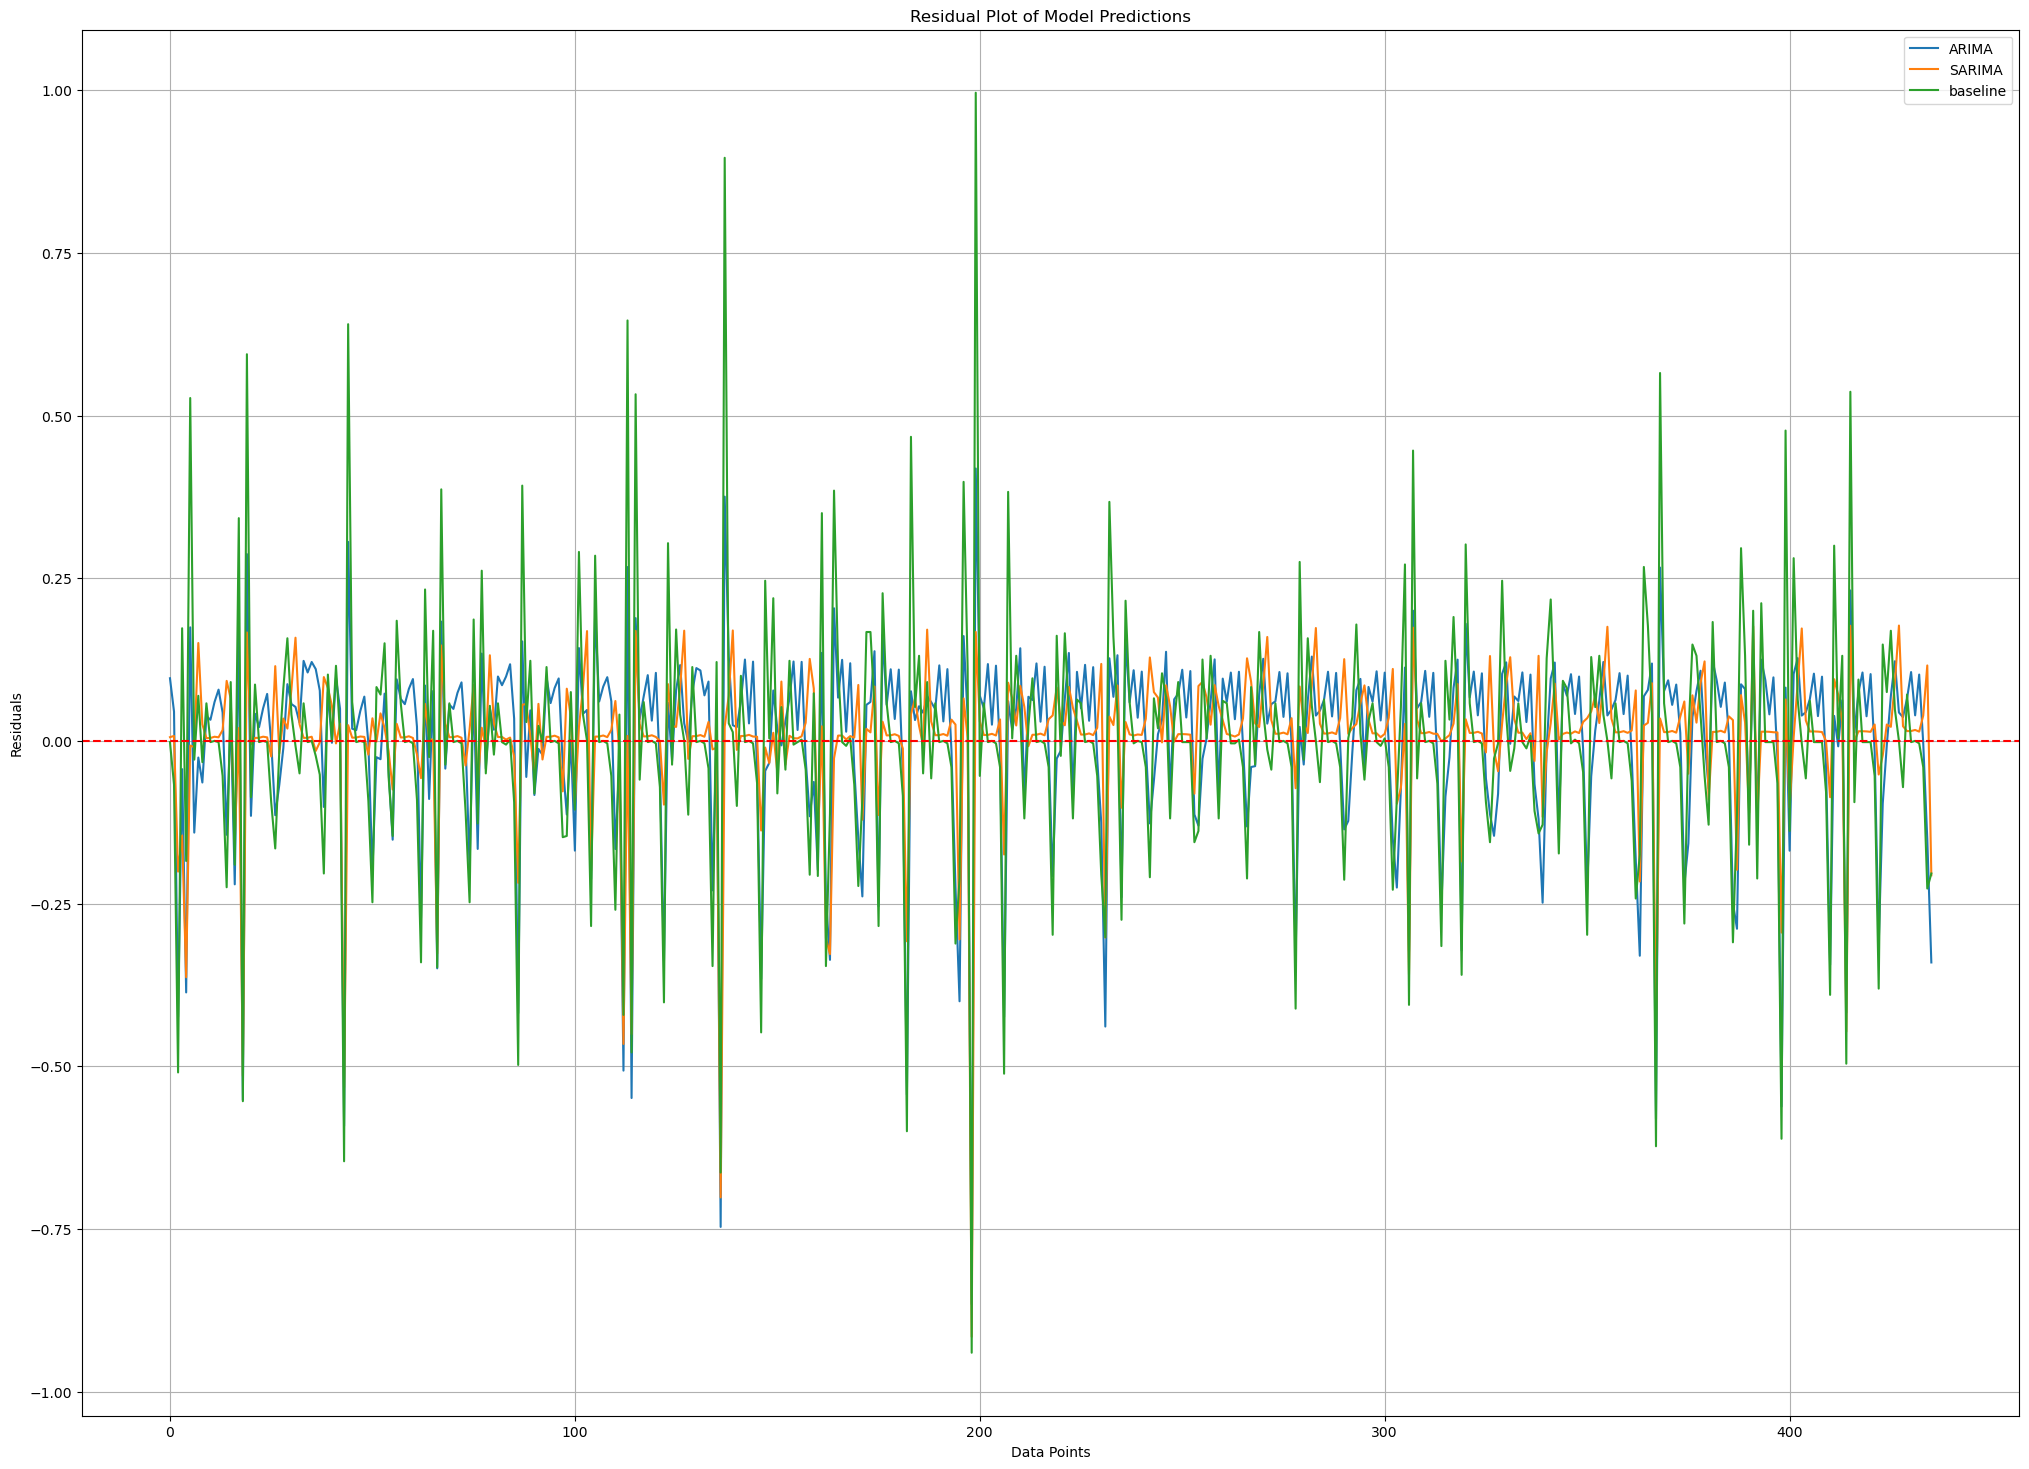 Residual Plot of Model Predictions
ARIMA
SARIMA
baseline
1.00
0.75
0.50
0.25
0.00
−0.25
−0.50
−0.75
−1.00
Residuals
0
100
200
300
400
Data Points